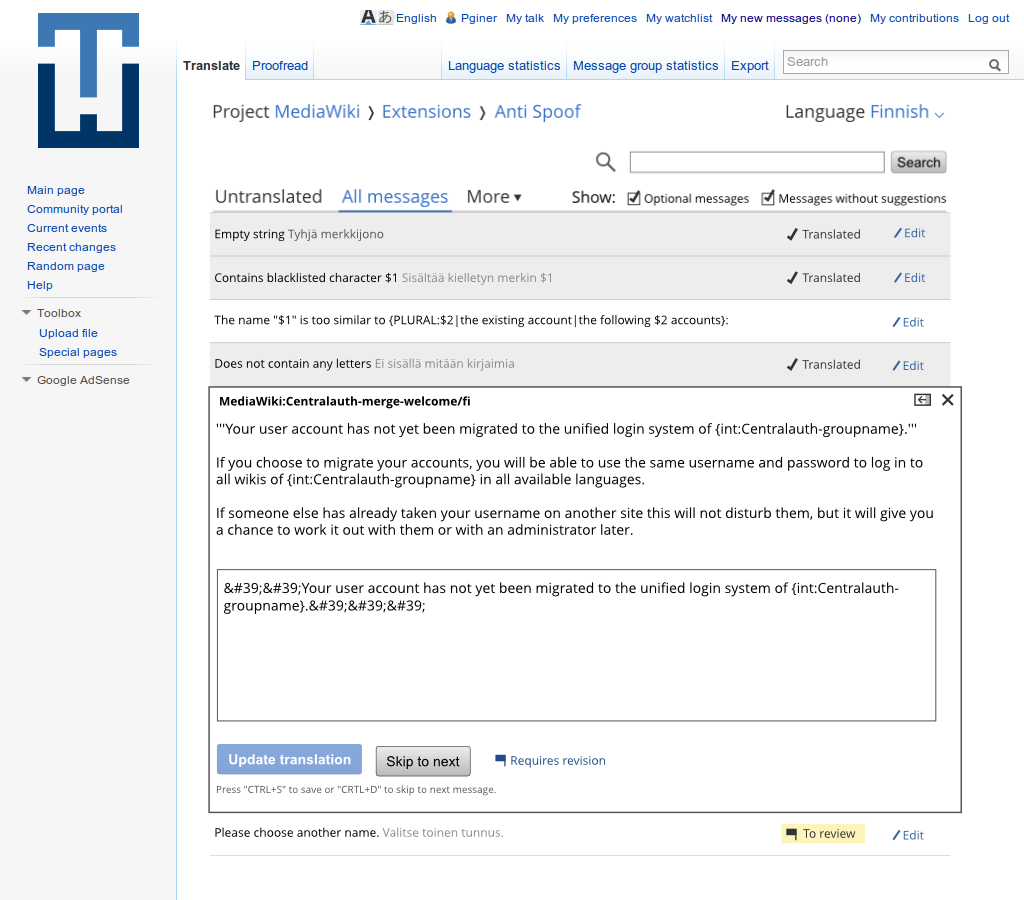 Aあ English Pginer My talk My preferences My watchlist My new messages (none) My contributions Log out
Translate Proofread Language statistics Message group statistics Export Search
Project MediaWiki ❭ Extensions ❭ Anti Spoof Language Finnish
Search
Untranslated All messages More ▾ Show: Optional messages Messages without suggestions
Main page
Community portal
Current events
Recent changes
Random page
Help
Toolbox
Upload file
Special pages
Google AdSense
Empty string Tyhjä merkkijono Translated Edit
Contains blacklisted character $1 Sisältää kielletyn merkin $1 Translated Edit
The name "$1" is too similar to {PLURAL:$2|the existing account|the following $2 accounts}: Edit
Does not contain any letters Ei sisällä mitään kirjaimia Translated Edit
MediaWiki:Centralauth-merge-welcome/fi
'''Your user account has not yet been migrated to the unified login system of {int:Centralauth-groupname}.'''
If you choose to migrate your accounts, you will be able to use the same username and password to log in to
all wikis of {int:Centralauth-groupname} in all available languages.
If someone else has already taken your username on another site this will not disturb them, but it will give you
a chance to work it out with them or with an administrator later.
&#39;&#39;Your user account has not yet been migrated to the unified login system of {int:Centralauth-
groupname}.&#39;&#39;&#39;
Update translation Skip to next Requires revision
Press "CTRL+S" to save or "CRTL+D" to skip to next message.
Please choose another name. Valitse toinen tunnus. To review Edit